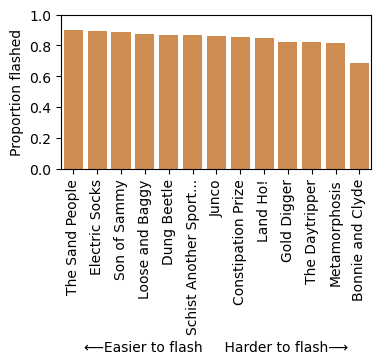 Proportion flashed
1.0
0.8
0.6
0.4
0.2
0.0
The Sand People
Electric Socks
Son of Sammy
Loose and Baggy
Dung Beetle
Schist Another Sport...
Junco
Constipation Prize
Land Ho!
Gold Digger
The Daytripper
Metamorphosis
Bonnie and Clyde
⟵Easier to flash Harder to flash⟶